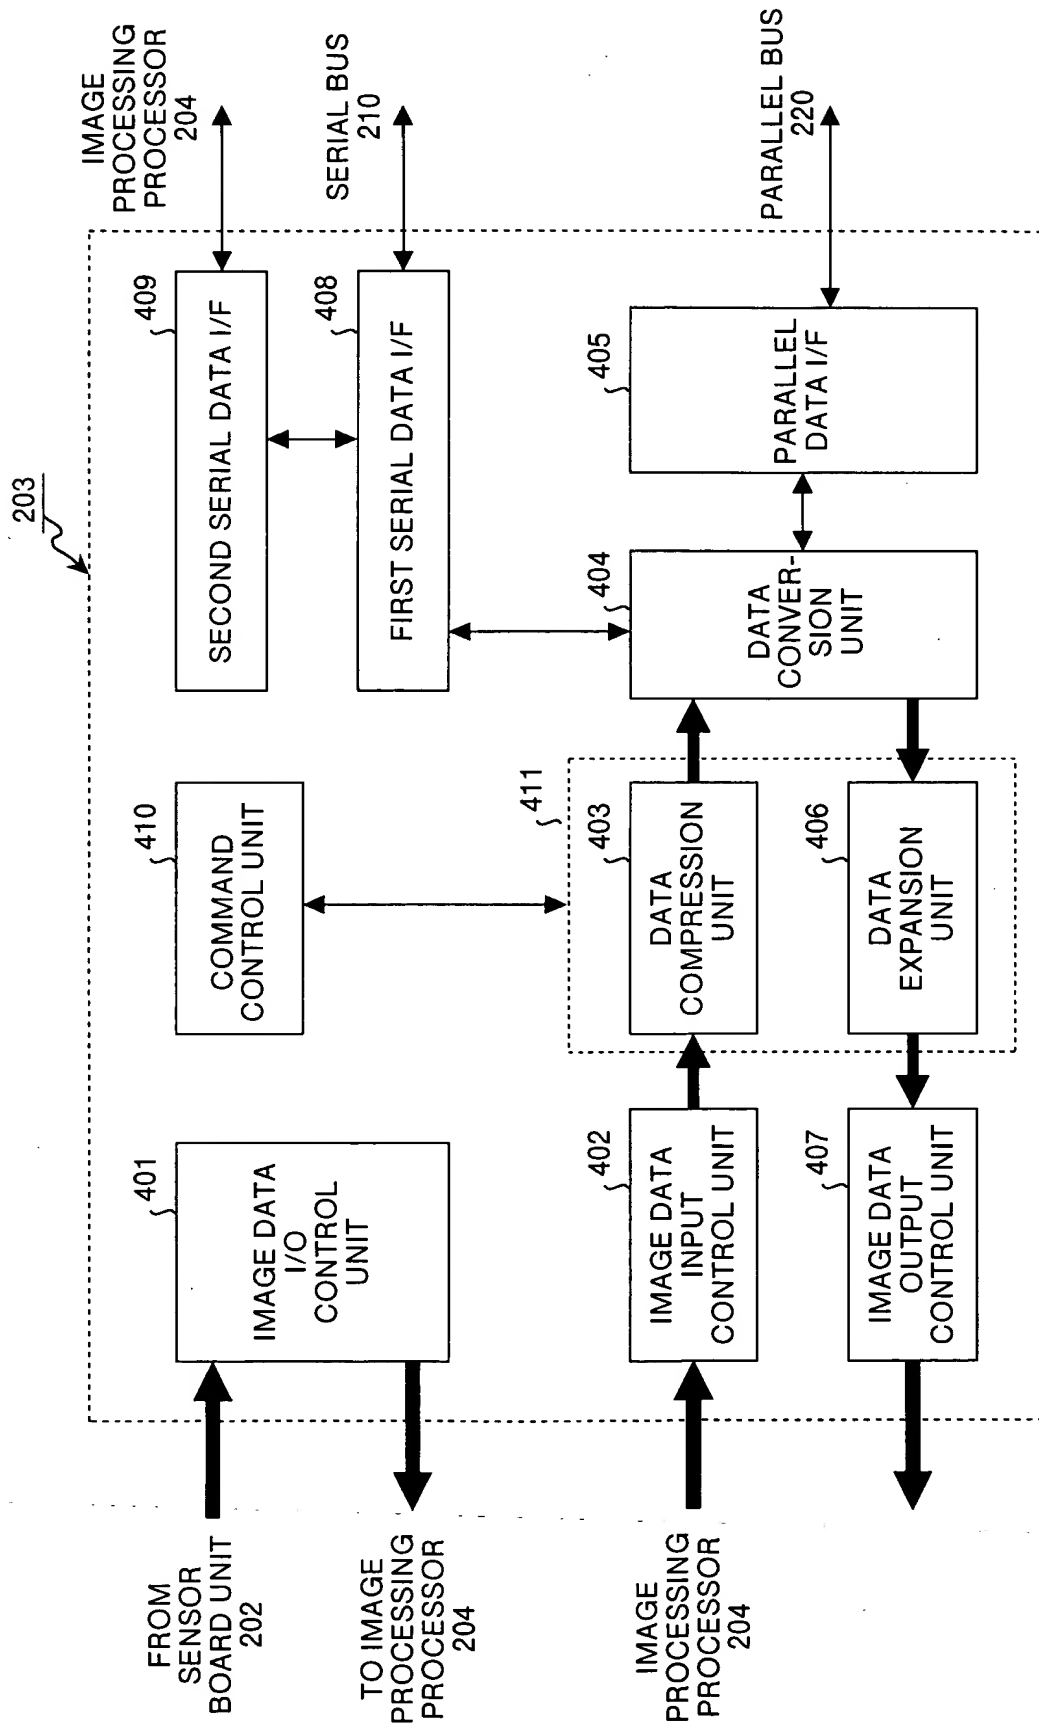 203
FROM
SENSOR
BOARD UNIT
202
TO IMAGE
PROCESSING
PROCESSOR
204
401
IMAGE DATA
I/O
CONTROL
UNIT
410
COMMAND
CONTROL UNIT
409
SECOND SERIAL DATA I/F
IMAGE
PROCESSING
PROCESSOR
204
408
FIRST SERIAL DATA I/F
SERIAL BUS
210
411
IMAGE
PROCESSING
PROCESSOR
204
402
IMAGE DATA
INPUT
CONTROL UNIT
403
DATA
COMPRESSION
UNIT
404
DATA
CONVER-
SION
UNIT
405
PARALLEL
DATA I/F
PARALLEL BUS
220
407
IMAGE DATA
OUTPUT
CONTROL UNIT
406
DATA
EXPANSION
UNIT